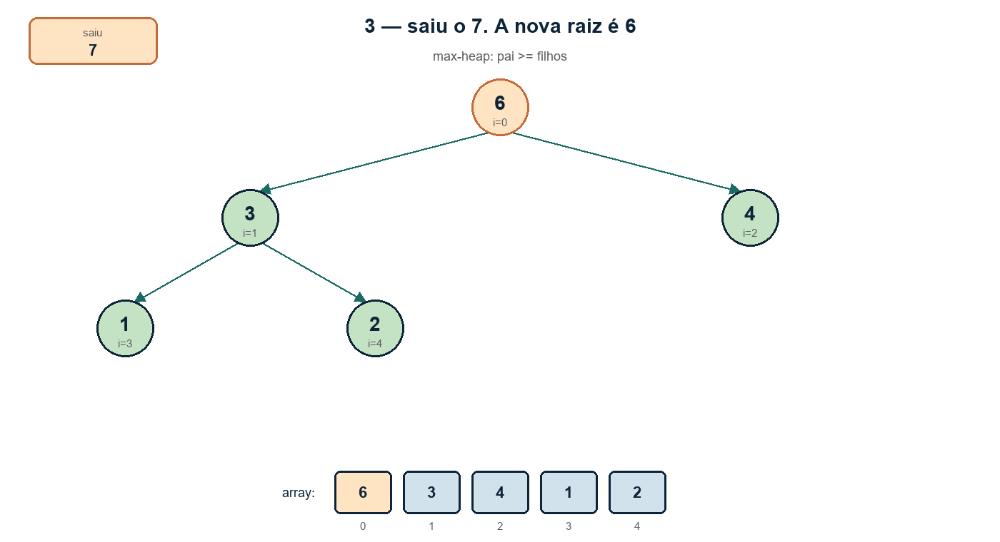 saiu
7
3 — saiu o 7. A nova raiz é 6
max-heap: pai >= filhos
6
i=0
3
i=1
4
i=2
1
i=3
2
i=4
array: 6 3 4 1 2
0 1 2 3 4